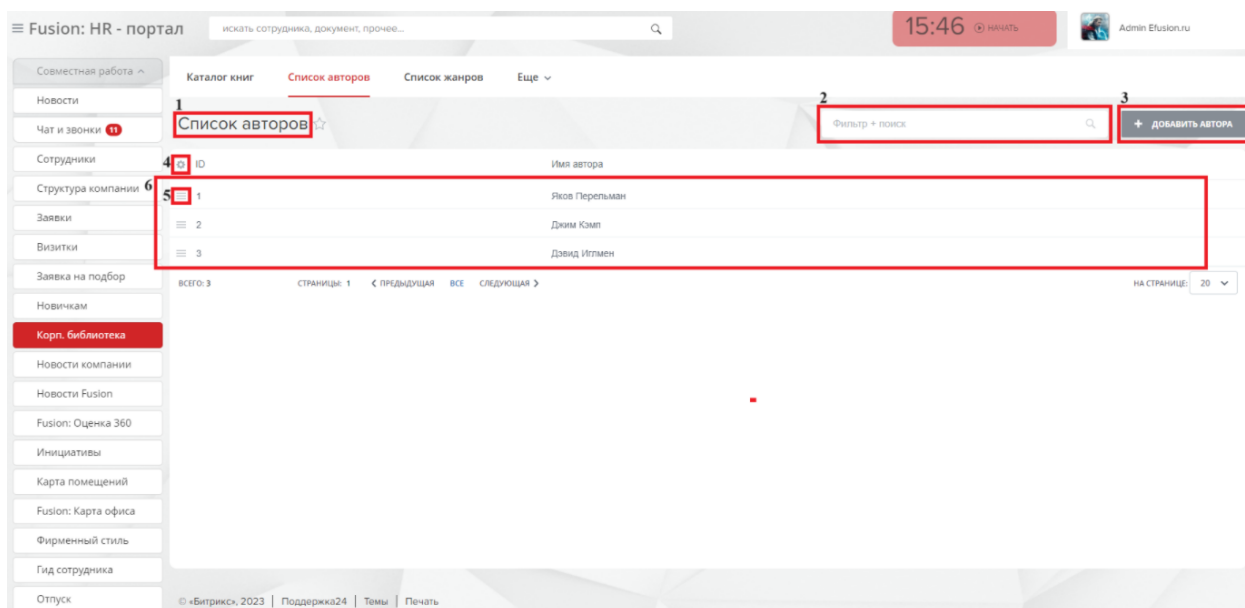 Fusion: HR - портал
искать сотрудника, документ, прочее...
15:46 НАЧАТЬ
Admin Efusion.ru
Совместная работа
Новости
Чат и звонки 11
Сотрудники
Структура компании
Заявки
Визитки
Заявка на подбор
Новичкам
Корп. библиотека
Новости компании
Новости Fusion
Fusion: Оценка 360
Инициативы
Карта помещений
Fusion: Карта офиса
Фирменный стиль
Гид сотрудника
Отпуск
Каталог книг Список авторов Список жанров Еще
1
Список авторов
2
Фильтр + поиск
3
+ ДОБАВИТЬ АВТОРА
4
ID Имя автора
6
5
1 Яков Перельман
2 Джим Кэмп
3 Дэвид Иглмен
ВСЕГО: 3 СТРАНИЦЫ: 1 ПРЕДЫДУЩАЯ ВСЕ СЛЕДУЮЩАЯ НА СТРАНИЦЕ: 20
© «Битрикс», 2023 | Поддержка24 | Темы | Печать